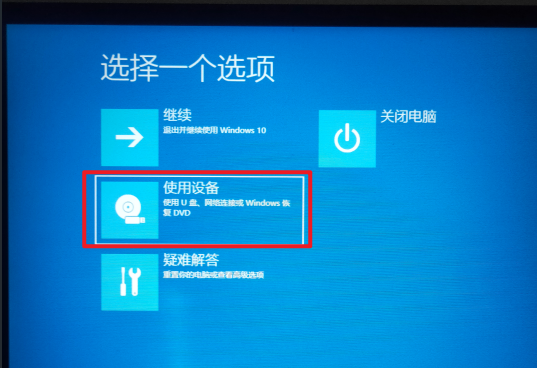 选择一个选项
继续
退出并继续使用 Windows 10
关闭电脑
使用设备
使用 U 盘、网络连接或 Windows 恢
复 DVD
疑难解答
重置你的电脑或查看高级选项